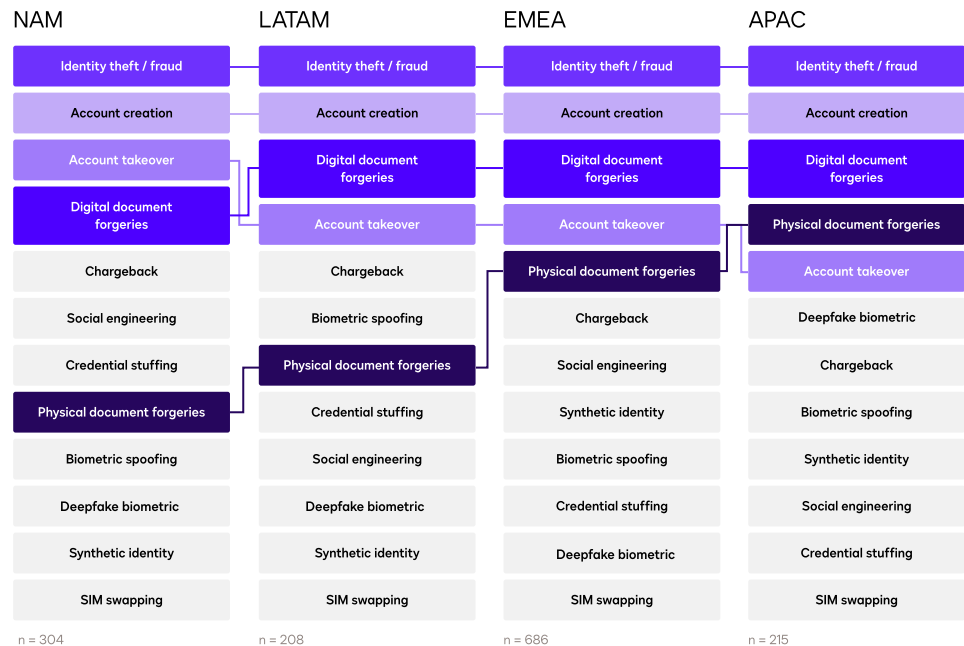 NAM
Identity theft / fraud
Account creation
Account takeover
Digital document
forgeries
Chargeback
Social engineering
Credential stuffing
Physical document forgeries
Biometric spoofing
Deepfake biometric
Synthetic identity
SIM swapping
n = 304
LATAM
Identity theft / fraud
Account creation
Digital document
forgeries
Account takeover
Chargeback
Biometric spoofing
Physical document forgeries
Credential stuffing
Social engineering
Deepfake biometric
Synthetic identity
SIM swapping
n = 208
EMEA
Identity theft / fraud
Account creation
Digital document
forgeries
Account takeover
Physical document forgeries
Chargeback
Social engineering
Synthetic identity
Biometric spoofing
Credential stuffing
Deepfake biometric
SIM swapping
n = 686
APAC
Identity theft / fraud
Account creation
Digital document
forgeries
Physical document forgeries
Account takeover
Deepfake biometric
Chargeback
Biometric spoofing
Synthetic identity
Social engineering
Credential stuffing
SIM swapping
n = 215